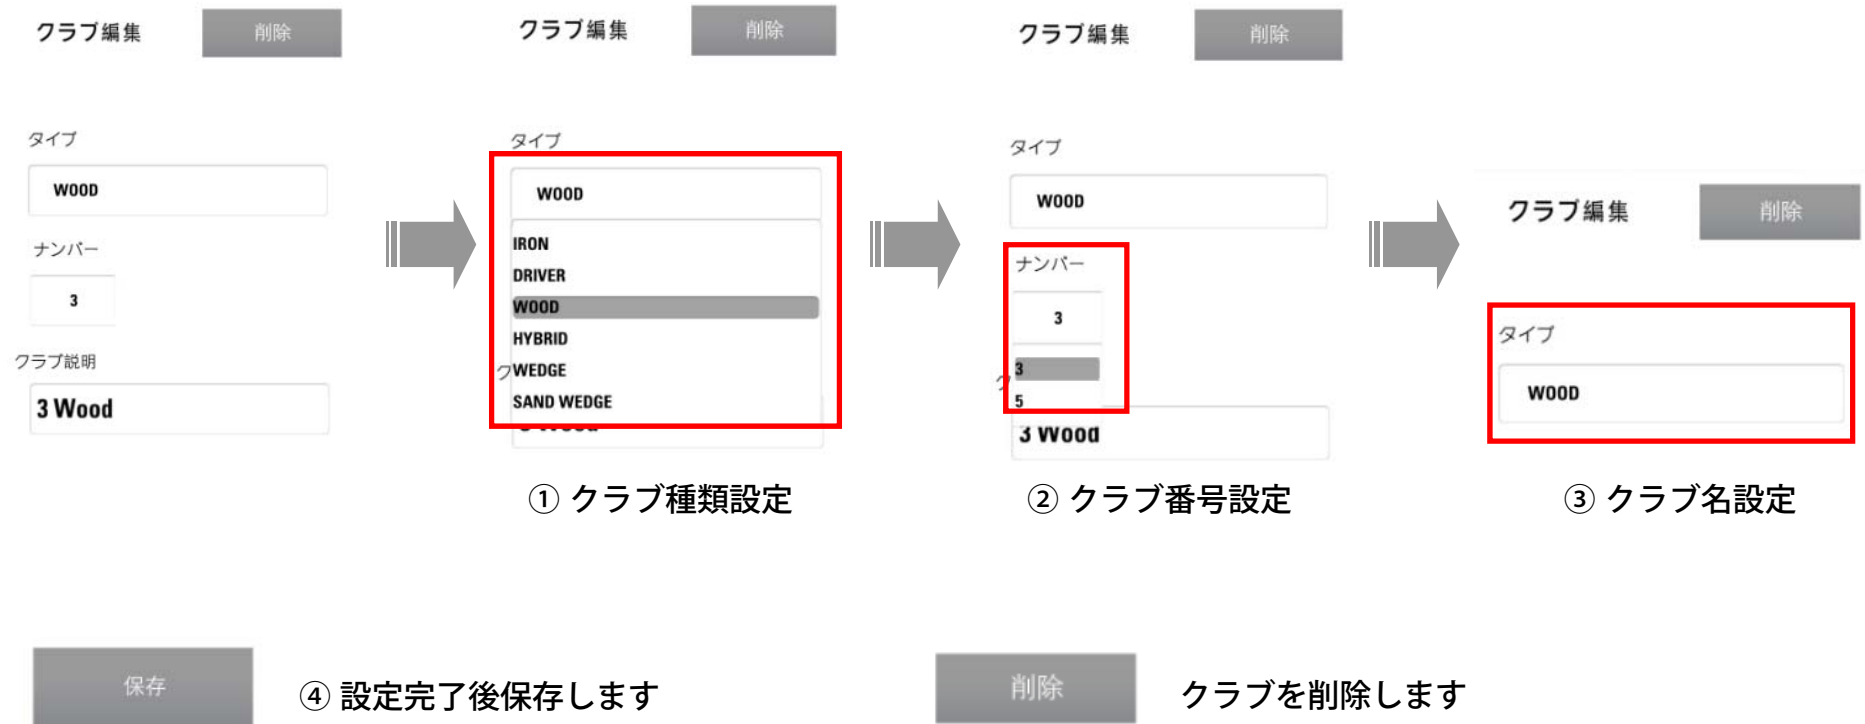 クラブ編集
削除
タイプ
WOOD
ナンバー
3
クラブ説明
3 Wood
クラブ編集
削除
タイプ
WOOD
IRON
DRIVER
WOOD
HYBRID
WEDGE
SAND WEDGE
ク
① クラブ種類設定
クラブ編集
削除
タイプ
WOOD
ナンバー
3
3
5
ク
3 Wood
② クラブ番号設定
クラブ編集
削除
タイプ
WOOD
③ クラブ名設定
保存
④ 設定完了後保存します
削除
クラブを削除します